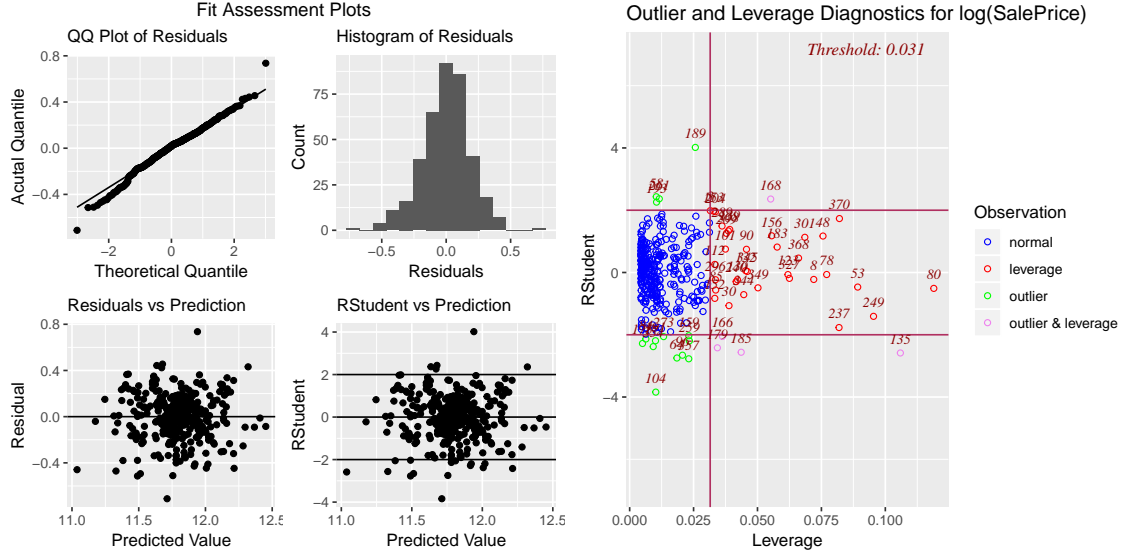 Fit Assessment Plots
QQ Plot of Residuals
Acutal Quantile
0.8
0.4
0.0
−0.4
−2
0
2
Theoretical Quantile
Histogram of Residuals
Count
75
50
25
0
−0.5
0.0
0.5
Residuals
Residuals vs Prediction
Residual
0.8
0.4
0.0
−0.4
11.0
11.5
12.0
12.5
Predicted Value
RStudent vs Prediction
RStudent
4
2
0
−2
−4
11.0
11.5
12.0
12.5
Predicted Value
Outlier and Leverage Diagnostics for log(SalePrice)
Threshold: 0.031
RStudent
4
0
−4
189
168
370
156
301
148
183
368
101
90
78
8
53
80
249
237
30
166
179
185
135
104
0.000
0.025
0.050
0.075
0.100
Leverage
Observation
normal
leverage
outlier
outlier & leverage